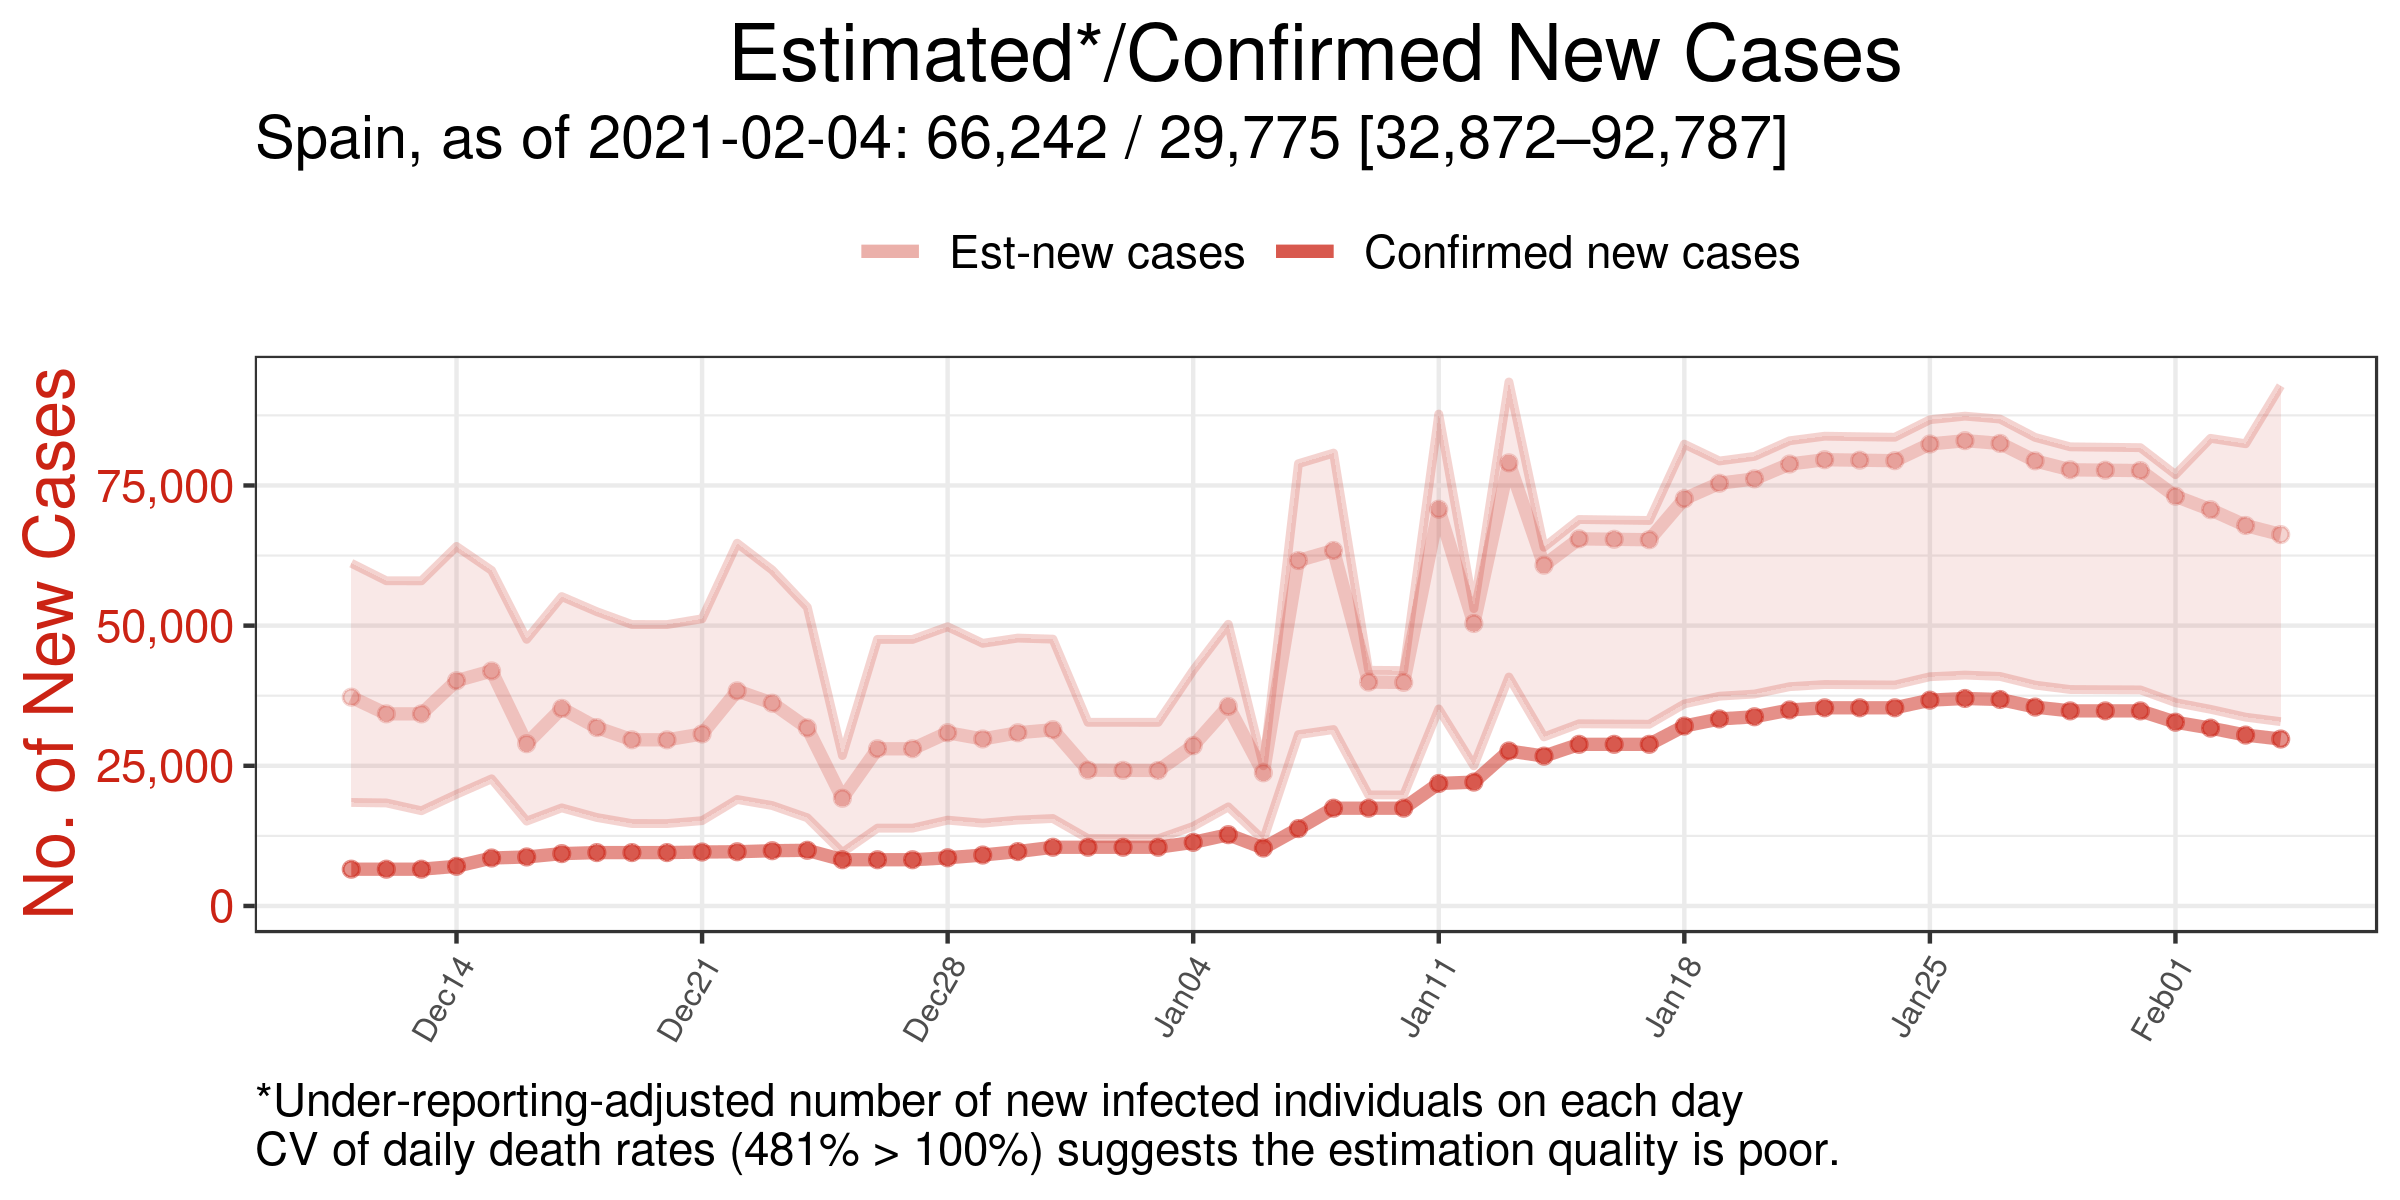 Estimated*/Confirmed New Cases
Spain, as of 2021-02-04: 66,242 / 29,775 [32,872–92,787]
Est-new cases
Confirmed new cases
No. of New Cases
75,000
50,000
25,000
0
Dec14
Dec21
Dec28
Jan04
Jan11
Jan18
Jan25
Feb01
*Under-reporting-adjusted number of new infected individuals on each day
CV of daily death rates (481% > 100%) suggests the estimation quality is poor.